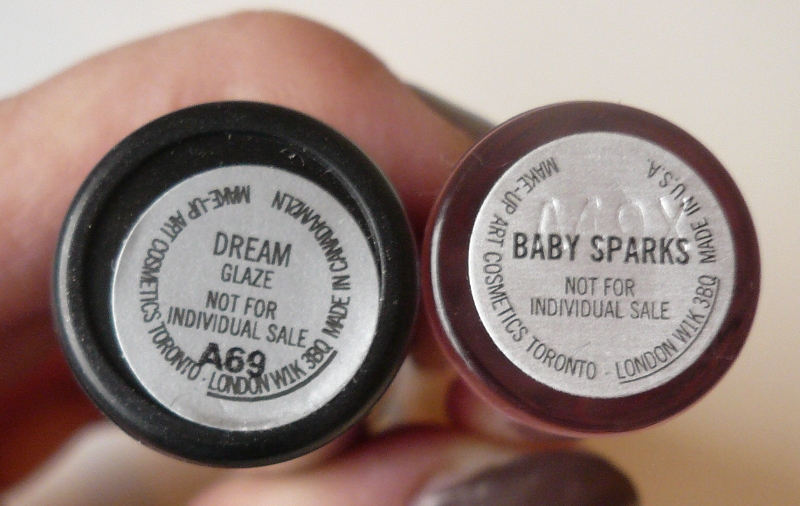 DREAM
GLAZE
NOT FOR
INDIVIDUAL SALE
A69
MAKE-UP ART COSMETICS TORONTO · LONDON W1K 3BQ MADE IN CANADA
BABY SPARKS
NOT FOR
INDIVIDUAL SALE
MAKE-UP ART COSMETICS TORONTO · LONDON W1K 3BQ MADE IN U.S.A.